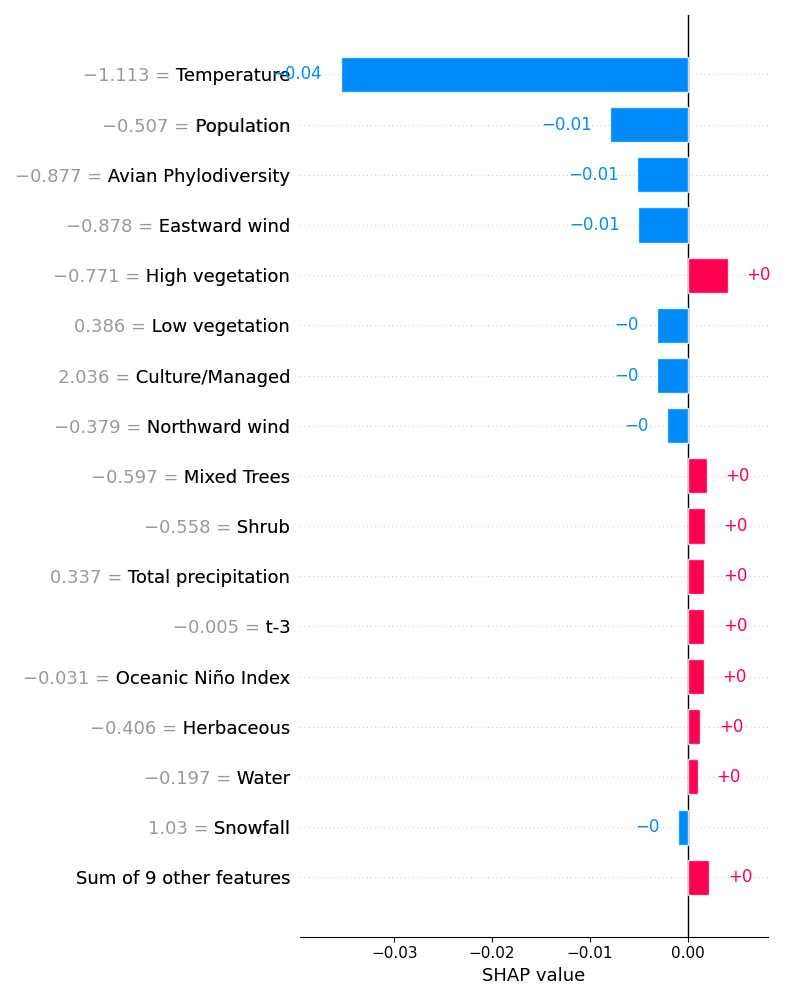 −1.113 = Temperature −0.04
−0.507 = Population −0.01
−0.877 = Avian Phylodiversity −0.01
−0.878 = Eastward wind −0.01
−0.771 = High vegetation +0
0.386 = Low vegetation −0
2.036 = Culture/Managed −0
−0.379 = Northward wind −0
−0.597 = Mixed Trees +0
−0.558 = Shrub +0
0.337 = Total precipitation +0
−0.005 = t-3 +0
−0.031 = Oceanic Niño Index +0
−0.406 = Herbaceous +0
−0.197 = Water +0
1.03 = Snowfall −0
Sum of 9 other features +0
−0.03 −0.02 −0.01 0.00
SHAP value